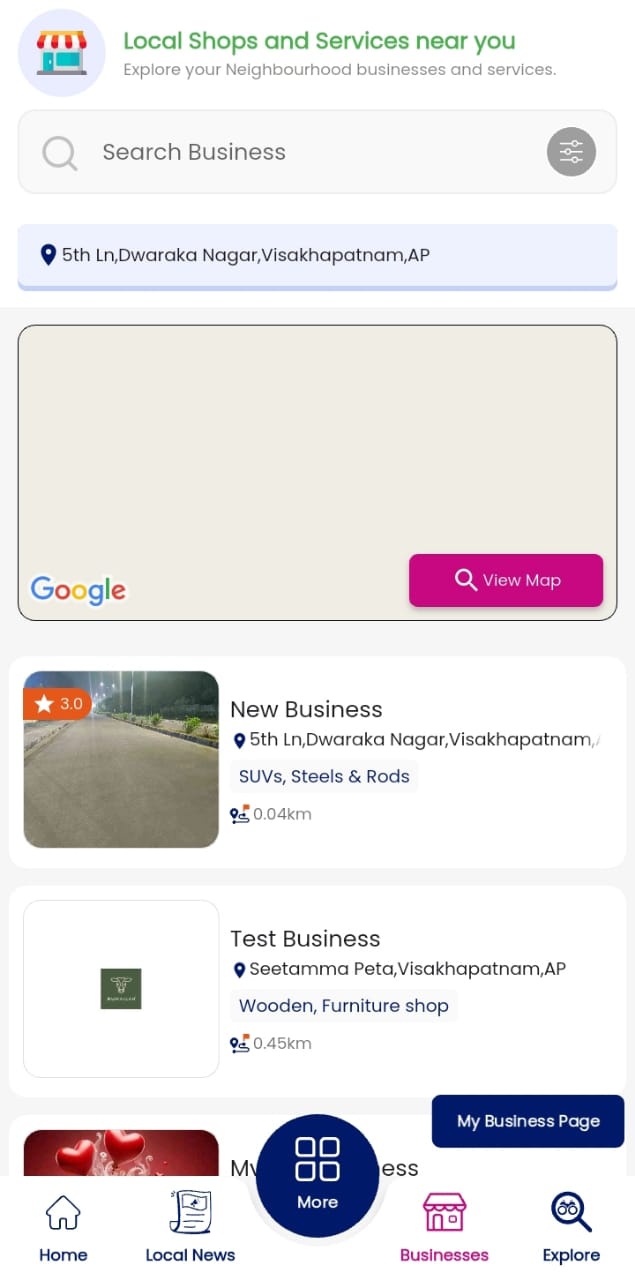 Local Shops and Services near you
Explore your Neighbourhood businesses and services.
Search Business
5th Ln,Dwaraka Nagar,Visakhapatnam,AP
Google
View Map
3.0
New Business
5th Ln,Dwaraka Nagar,Visakhapatnam,
SUVs, Steels & Rods
0.04km
Test Business
Seetamma Peta,Visakhapatnam,AP
Wooden, Furniture shop
0.45km
My Business Page
My ess
More
Home
Local News
Businesses
Explore